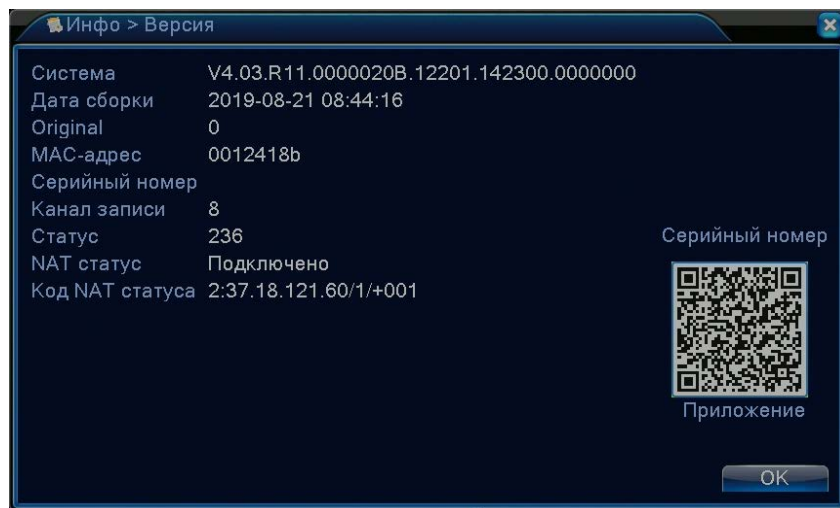 Инфо > Версия
Система V4.03.R11.0000020B.12201.142300.0000000
Дата сборки 2019-08-21 08:44:16
Original 0
MAC-адрес 0012418b
Серийный номер
Канал записи 8
Статус 236
NAT статус Подключено
Код NAT статуса 2:37.18.121.60/1/+001
Серийный номер
Приложение
OK